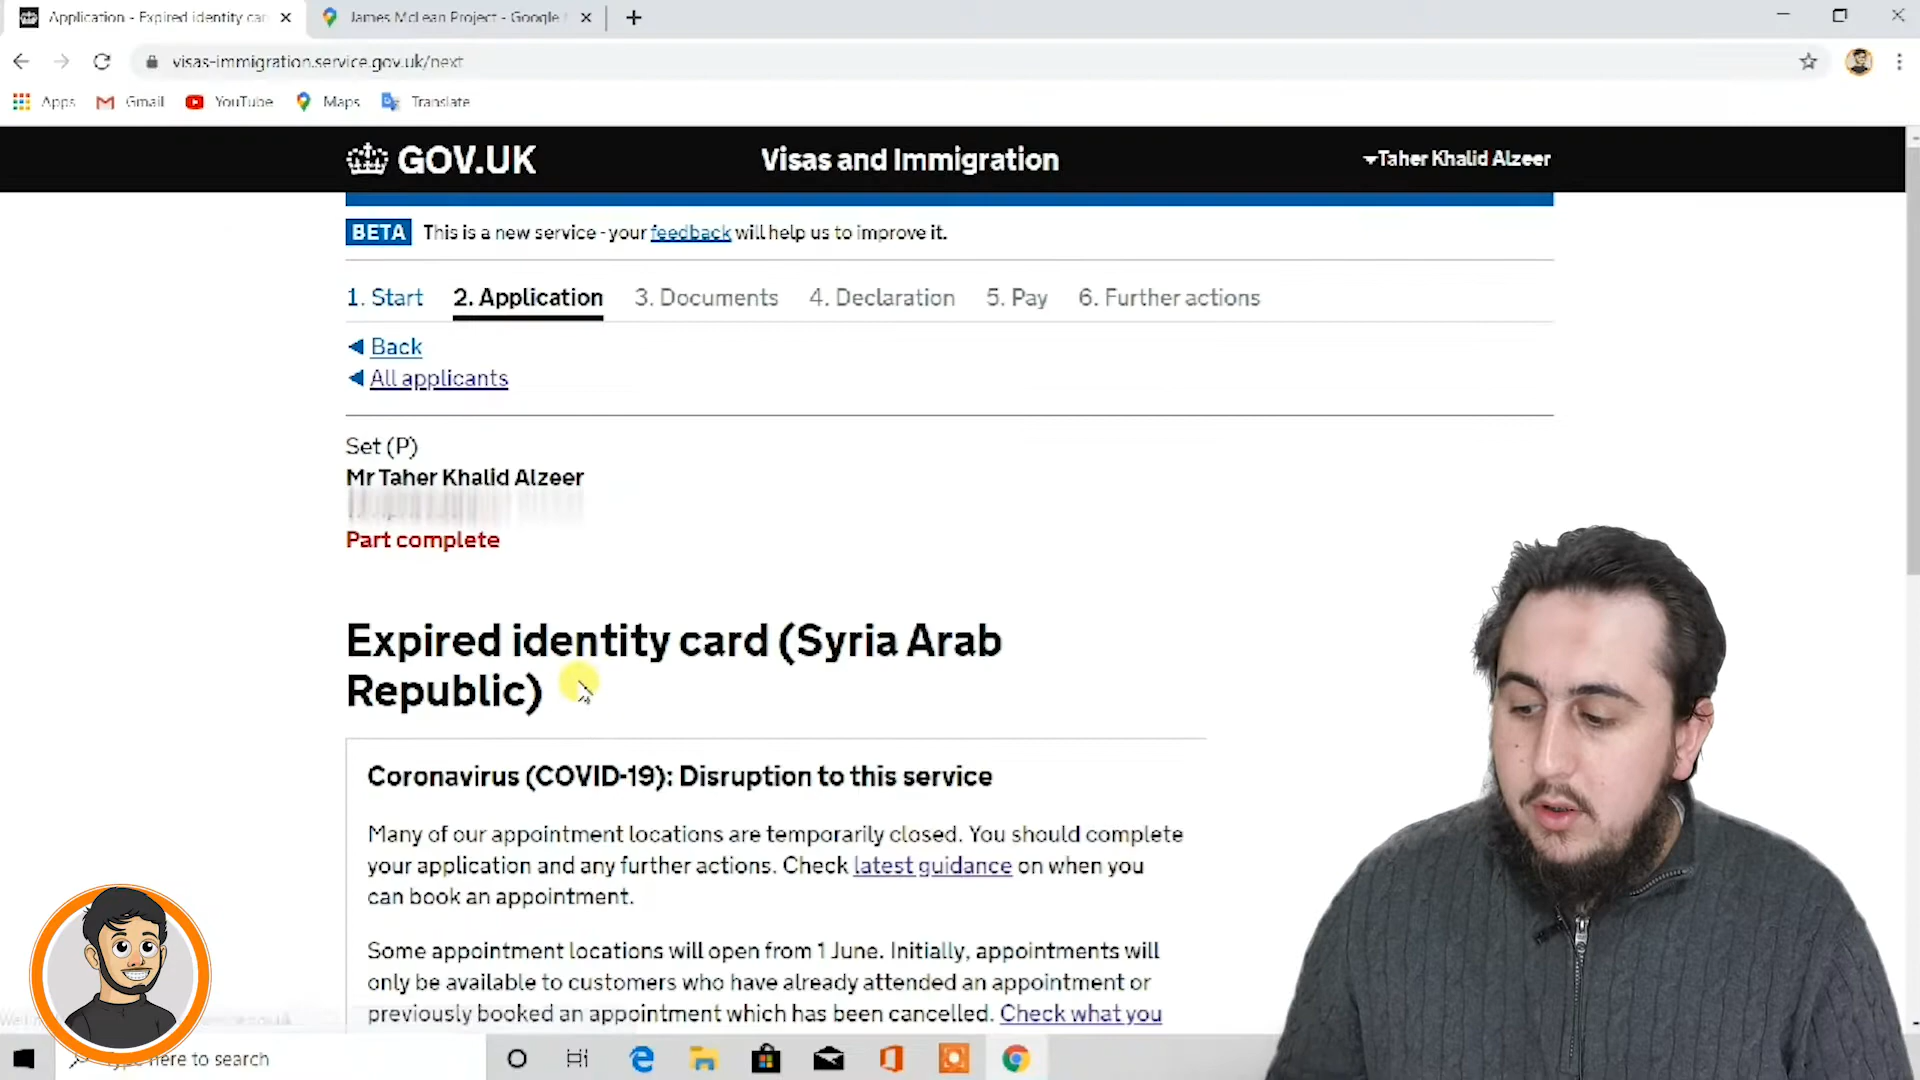 Application - Expired identity car
James McLean Project - Google
visas-immigration.service.gov.uk/next
Apps Gmail YouTube Maps Translate
GOV.UK Visas and Immigration Taher Khalid Alzeer
BETA This is a new service - your feedback will help us to improve it.
1. Start 2. Application 3. Documents 4. Declaration 5. Pay 6. Further actions
Back
All applicants
Set (P)
Mr Taher Khalid Alzeer
Part complete
Expired identity card (Syria Arab
Republic)
Coronavirus (COVID-19): Disruption to this service
Many of our appointment locations are temporarily closed. You should complete
your application and any further actions. Check latest guidance on when you
can book an appointment.
Some appointment locations will open from 1 June. Initially, appointments will
only be available to customers who have already attended an appointment or
previously booked an appointment which has been cancelled. Check what you
here to search